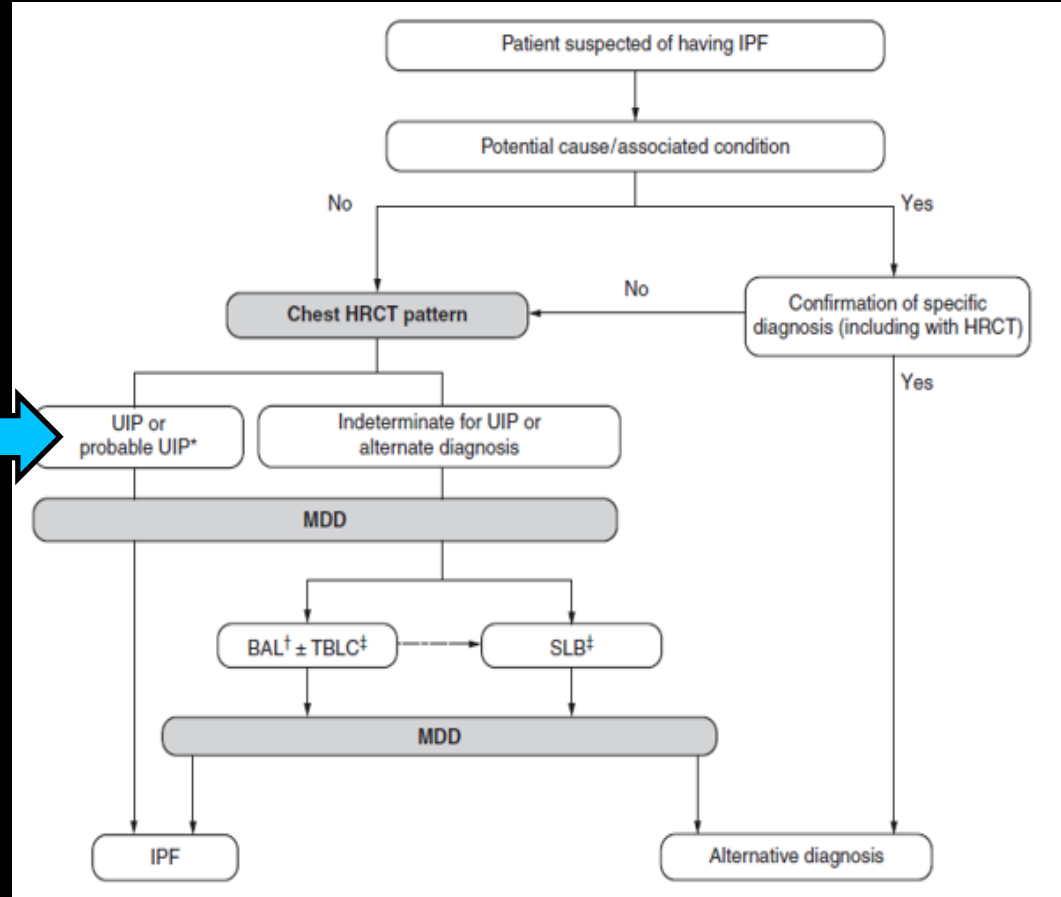 Patient suspected of having IPF
Potential cause/associated condition
No
Yes
Chest HRCT pattern
No
Confirmation of specific
diagnosis (including with HRCT)
Yes
UIP or
probable UIP*
Indeterminate for UIP or
alternate diagnosis
MDD
BAL† ± TBLC‡
SLB‡
MDD
IPF
Alternative diagnosis